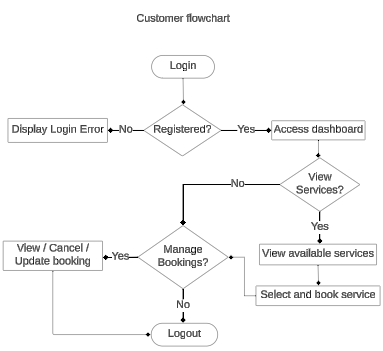 Customer flowchart
Login
Display Login Error
No
Registered?
Yes
Access dashboard
View
Services?
No
Yes
View available services
Select and book service
Manage
Bookings?
Yes
View / Cancel /
Update booking
No
Logout